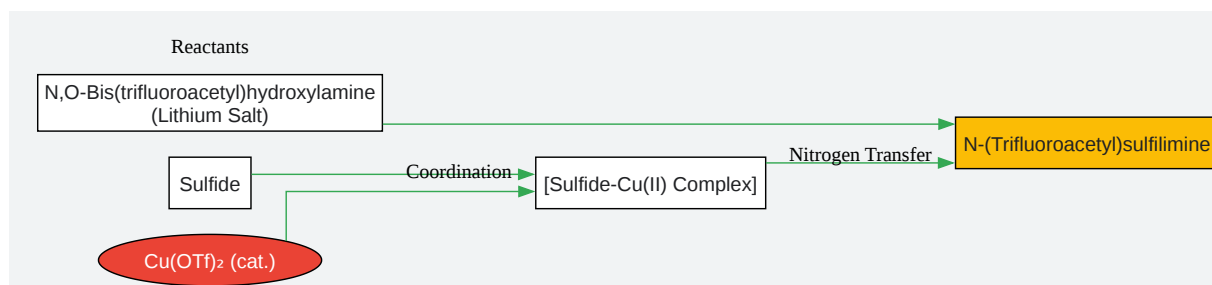 Reactants
N,O-Bis(trifluoroacetyl)hydroxylamine
(Lithium Salt)
Sulfide
Cu(OTf)₂ (cat.)
Coordination
[Sulfide-Cu(II) Complex]
Nitrogen Transfer
N-(Trifluoroacetyl)sulfilimine